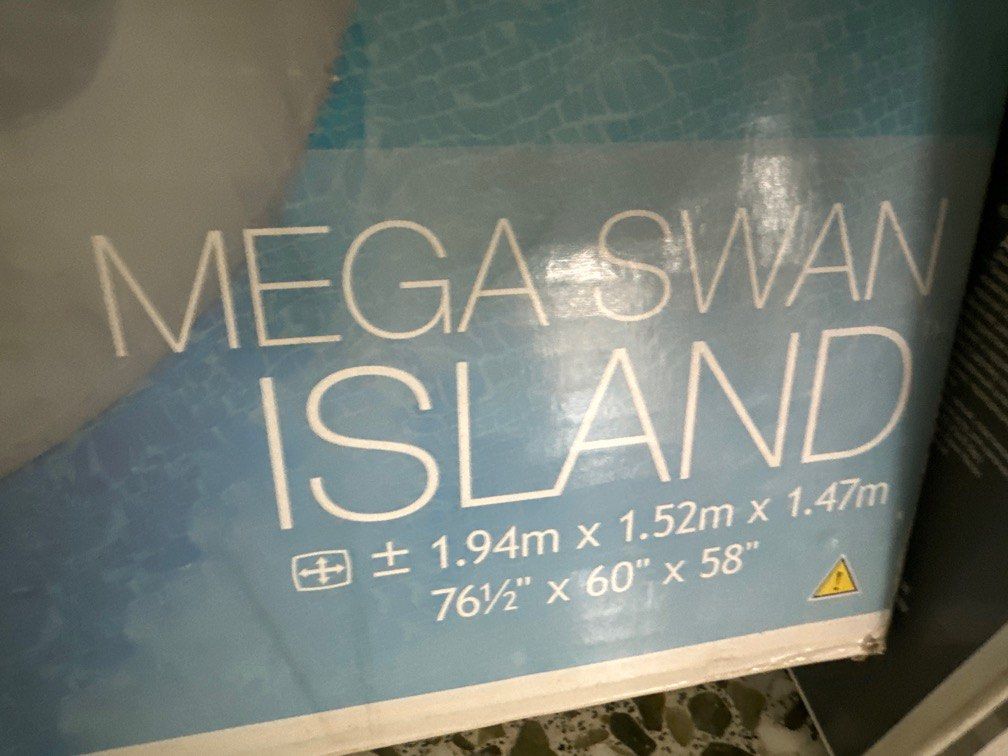 MEGA SWAN
ISLAND
± 1.94m x 1.52m x 1.47m
76½" x 60" x 58"